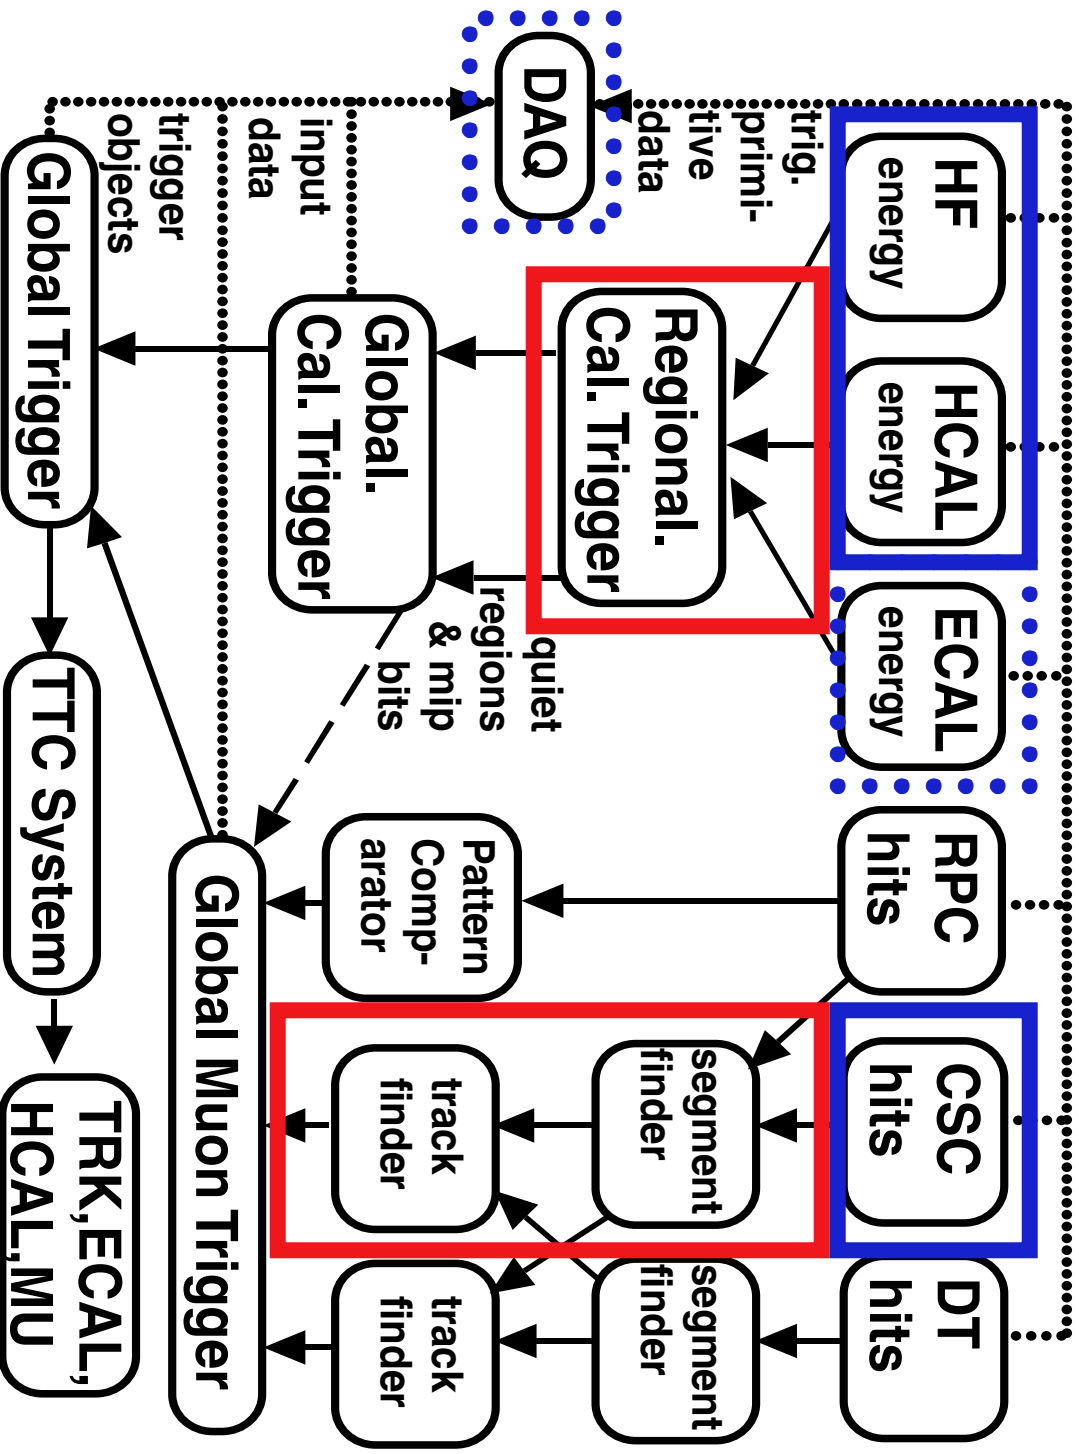 HF
energy
HCAL
energy
ECAL
energy
RPC
hits
CSC
hits
DT
hits
trig.
primi-
tive
data
DAQ
Regional.
Cal. Trigger
segment
finder
segment
finder
quiet
regions
& mip
bits
Pattern
Comp-
arator
track
finder
track
finder
Global.
Cal. Trigger
input
data
trigger
objects
Global Muon Trigger
Global Trigger
TTC System
TRK,ECAL,
HCAL,MU